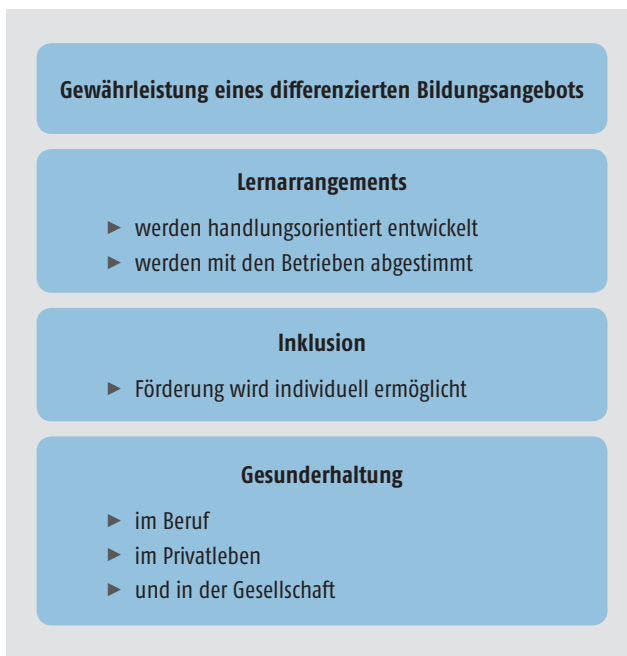 Gewährleistung eines differenzierten Bildungsangebots
Lernarrangements
► werden handlungsorientiert entwickelt
► werden mit den Betrieben abgestimmt
Inklusion
► Förderung wird individuell ermöglicht
Gesunderhaltung
► im Beruf
► im Privatleben
► und in der Gesellschaft